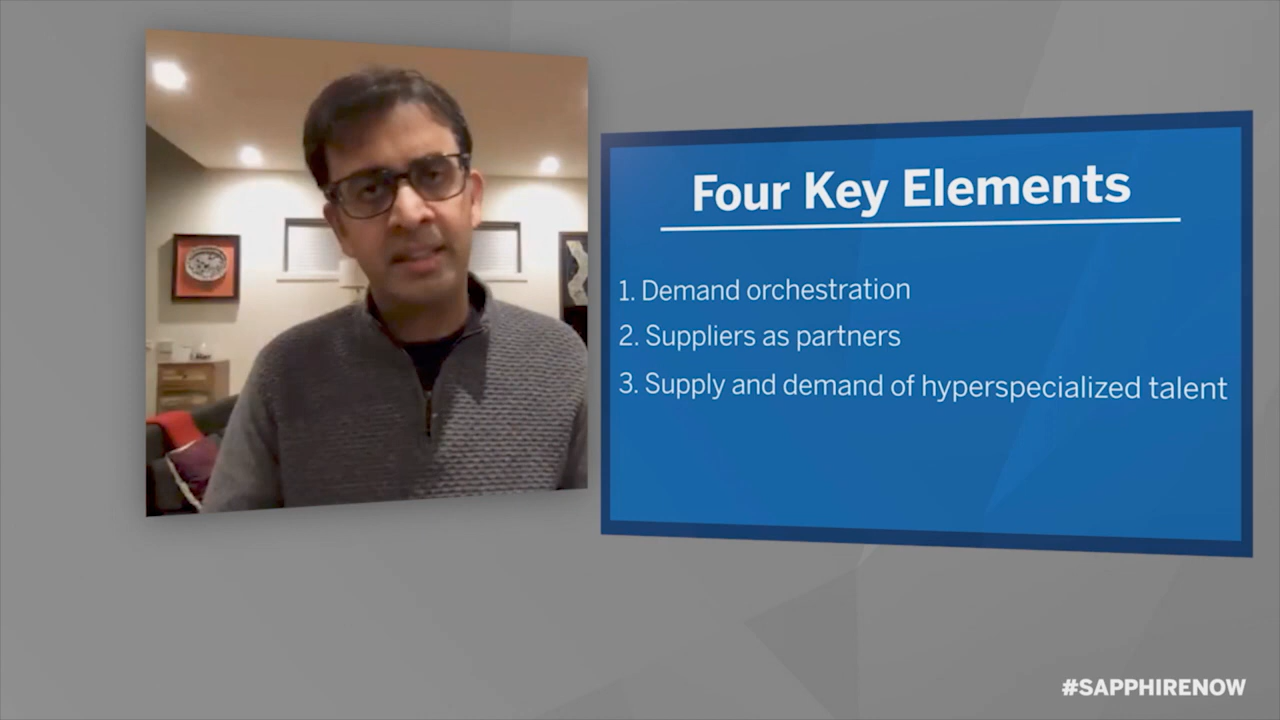 Four Key Elements
1. Demand orchestration
2. Suppliers as partners
3. Supply and demand of hyperspecialized talent
#SAPPHIRENOW